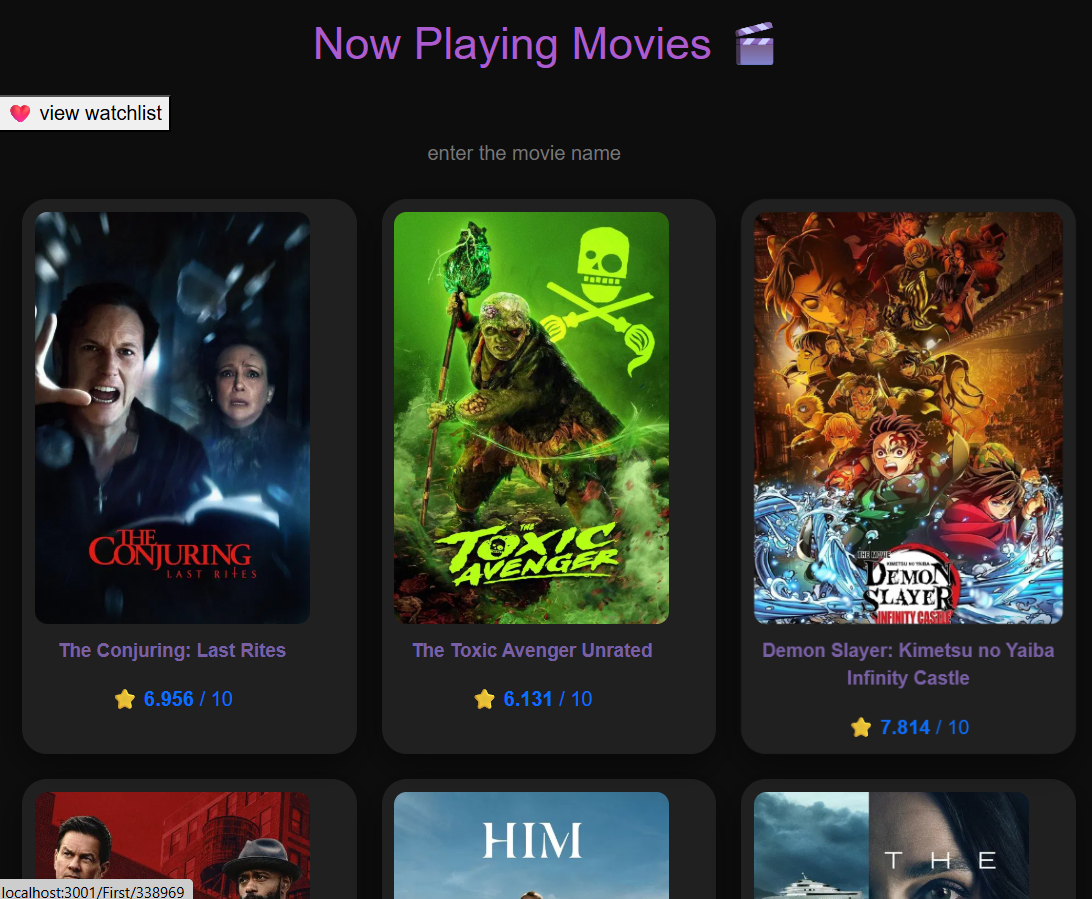 Now Playing Movies
view watchlist
enter the movie name
THE
CONJURING
LAST RITES
THE
TOXIC
AVENGER
THE MOVIE
KIMETSU NO YAIBA
DEMON
SLAYER
INFINITY CASTLE
The Conjuring: Last Rites
The Toxic Avenger Unrated
Demon Slayer: Kimetsu no Yaiba
Infinity Castle
6.956 / 10
6.131 / 10
7.814 / 10
HIM
THE
localhost:3001/First/338969